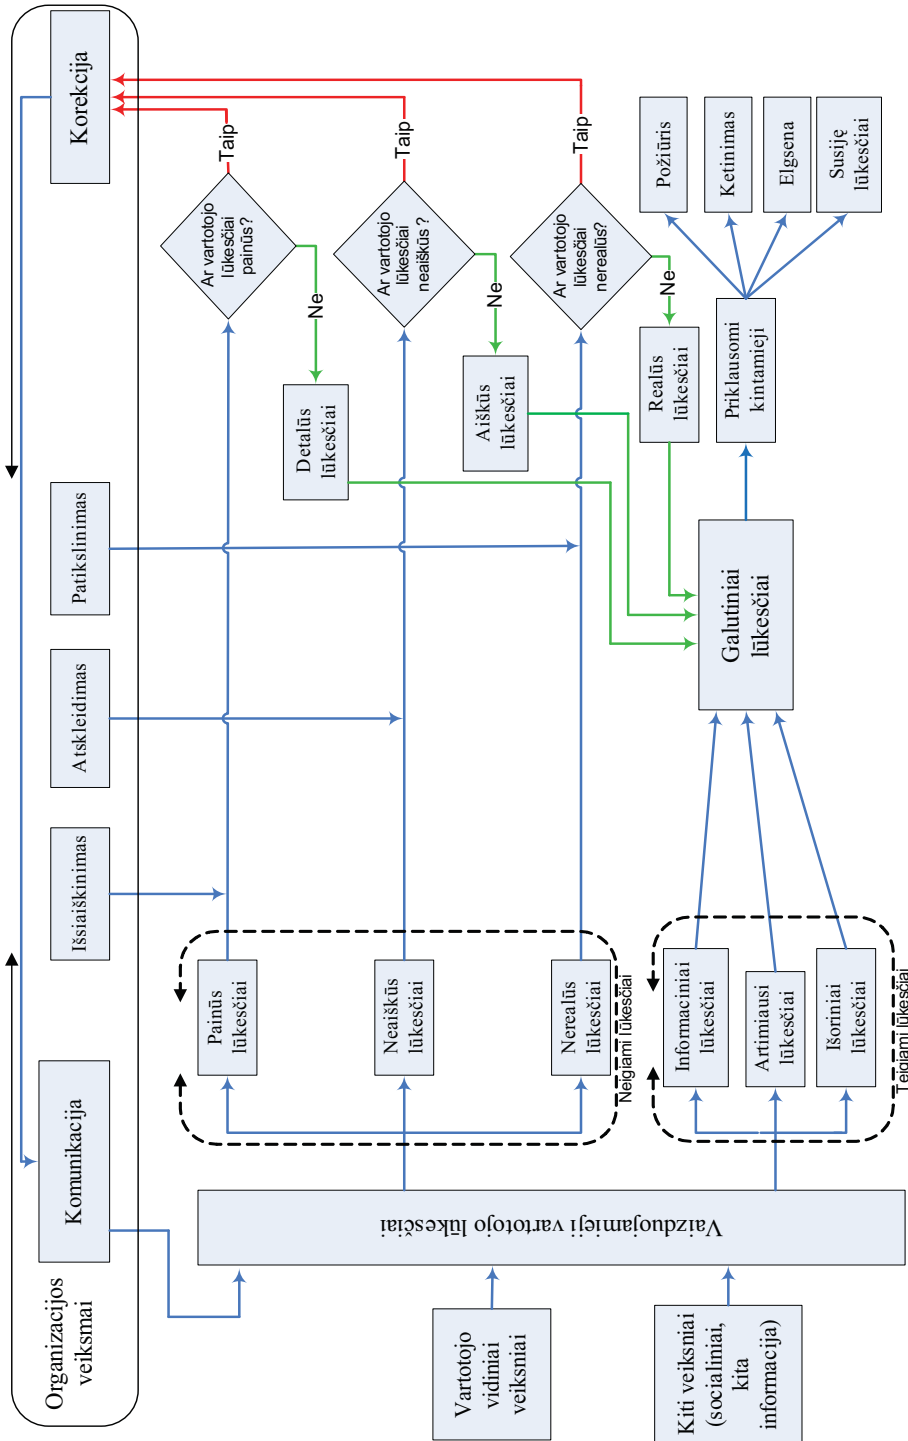 Organizacijos
veiksmai
Komunikacija
Išsiaiškinimas
Atskleidimas
Patikslinimas
Korekcija
Vartotojo
vidiniai
veiksniai
Kiti veiksniai
(socialiniai,
kita
informacija)
Vaizduojamieji vartotojo lūkesčiai
Painūs
lūkesčiai
Neaiškūs
lūkesčiai
Nerealūs
lūkesčiai
Neigiami lūkesčiai
Informaciniai
lūkesčiai
Artimiausi
lūkesčiai
Išoriniai
lūkesčiai
Teigiami lūkesčiai
Ar vartotojo
lūkesčiai
painūs?
Taip
Ne
Detalūs
lūkesčiai
Ar vartotojo
lūkesčiai
neaiškūs ?
Taip
Ne
Aiškūs
lūkesčiai
Ar vartotojo
lūkesčiai
nerealūs?
Taip
Ne
Realūs
lūkesčiai
Galutiniai
lūkesčiai
Priklausomi
kintamieji
Požiūris
Ketinimas
Elgsena
Susiję
lūkesčiai